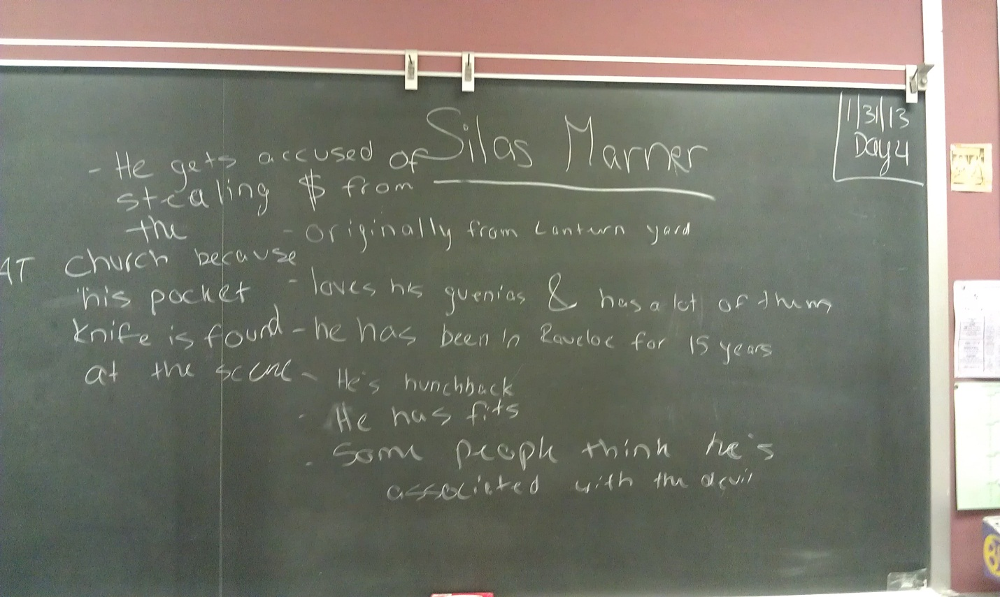 Silas Marner
1/31/13
Day 4
- He gets accused of
stealing $ from
the
church because
his pocket
knife is found
at the scene
AT
- originally from Lanturn yard
- loves his guenias & has a lot of them
- he has been in Raveloe for 15 years
- He's hunchback
- He has fits
- Some people think he's
associated with the devil